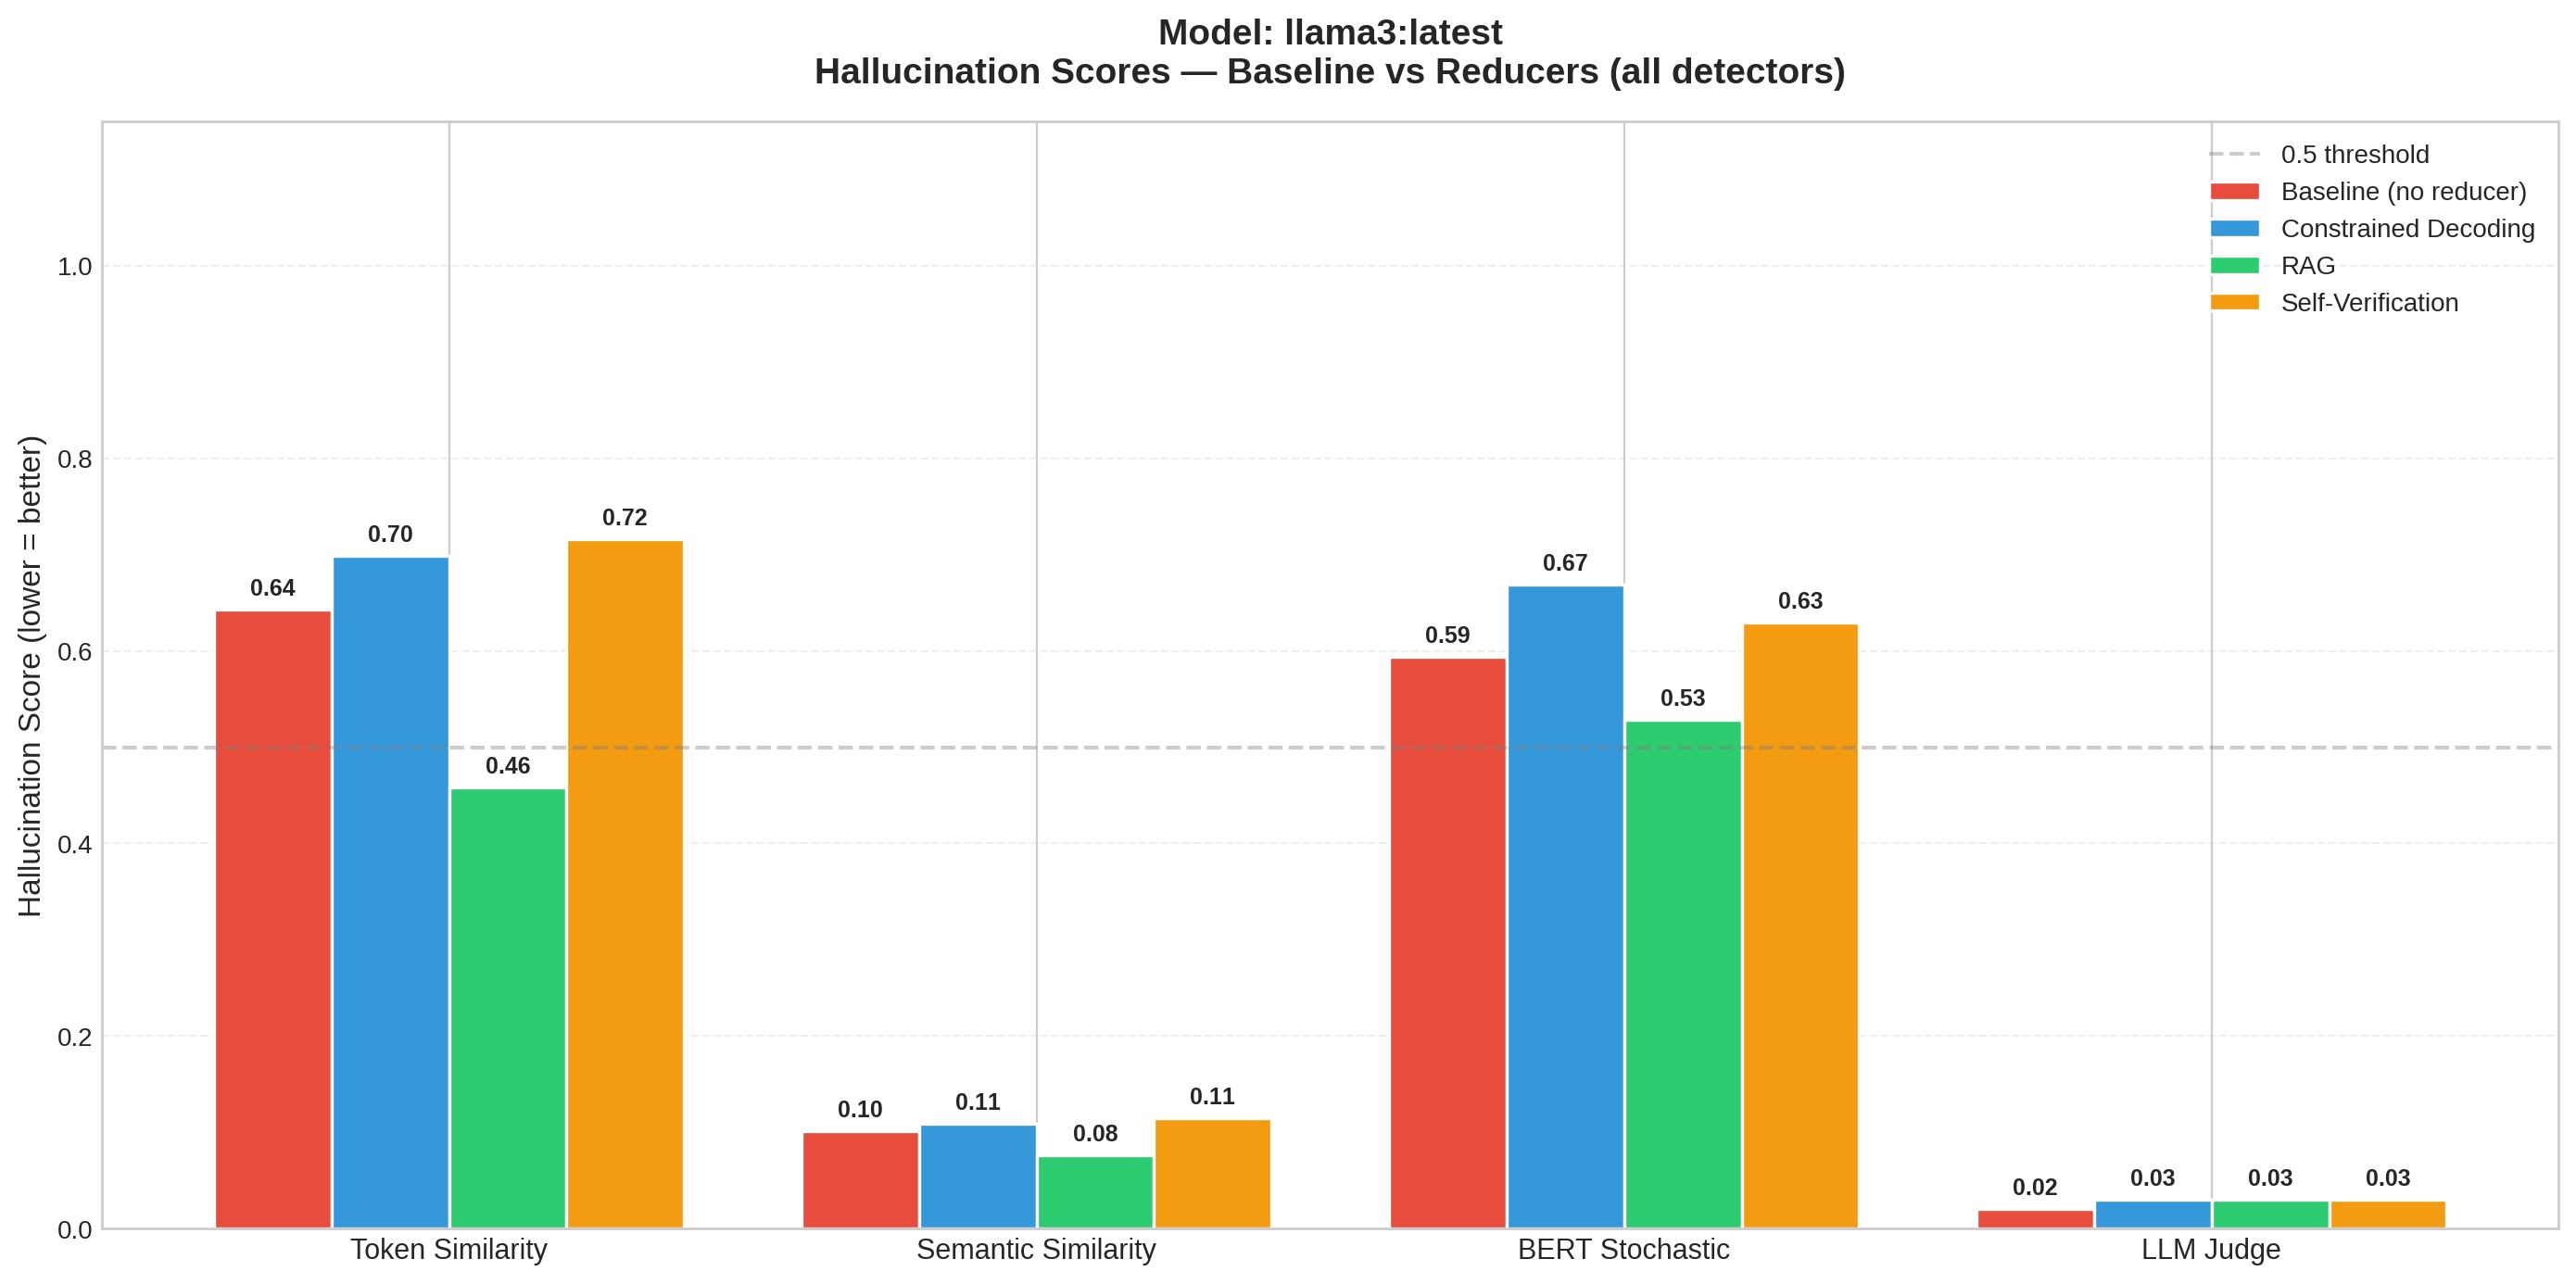 Model: llama3:latest
Hallucination Scores — Baseline vs Reducers (all detectors)
Hallucination Score (lower = better)
1.0
0.8
0.6
0.4
0.2
0.0
0.5 threshold
Baseline (no reducer)
Constrained Decoding
RAG
Self-Verification
0.64
0.70
0.46
0.72
0.10
0.11
0.08
0.11
0.59
0.67
0.53
0.63
0.02
0.03
0.03
0.03
Token Similarity
Semantic Similarity
BERT Stochastic
LLM Judge